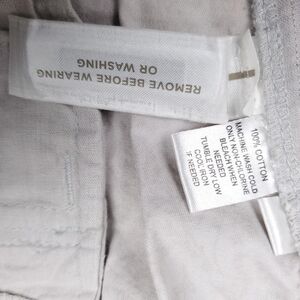 REMOVE BEFORE WEARING
OR WASHING
100% COTTON
MACHINE WASH COLD
ONLY NON-CHLORINE
BLEACH WHEN
NEEDED
TUMBLE DRY LOW
COOL IRON
IF NEEDED